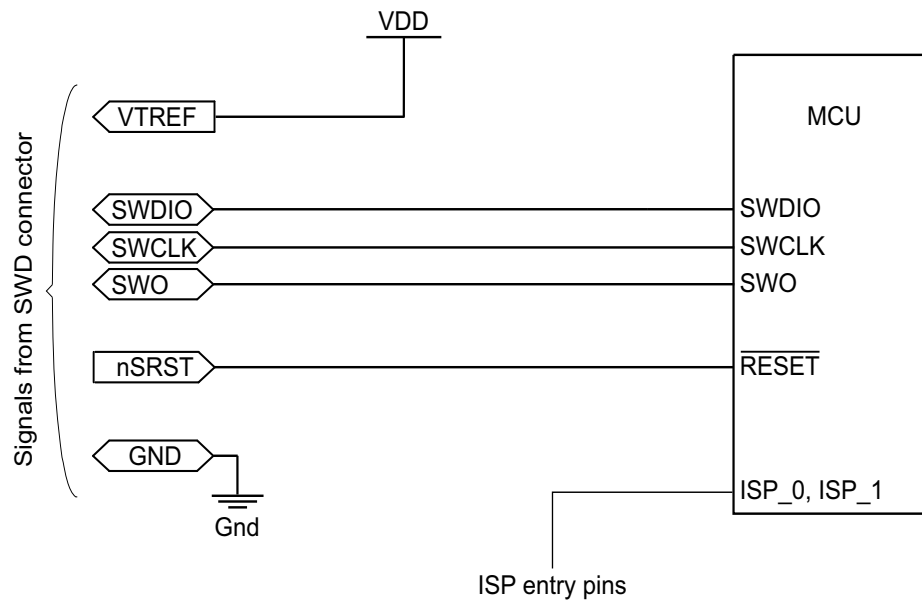 VDD
Signals from SWD connector
VTREF
MCU
SWDIO
SWDIO
SWCLK
SWCLK
SWO
SWO
nSRST
RESET
GND
Gnd
ISP_0, ISP_1
ISP entry pins